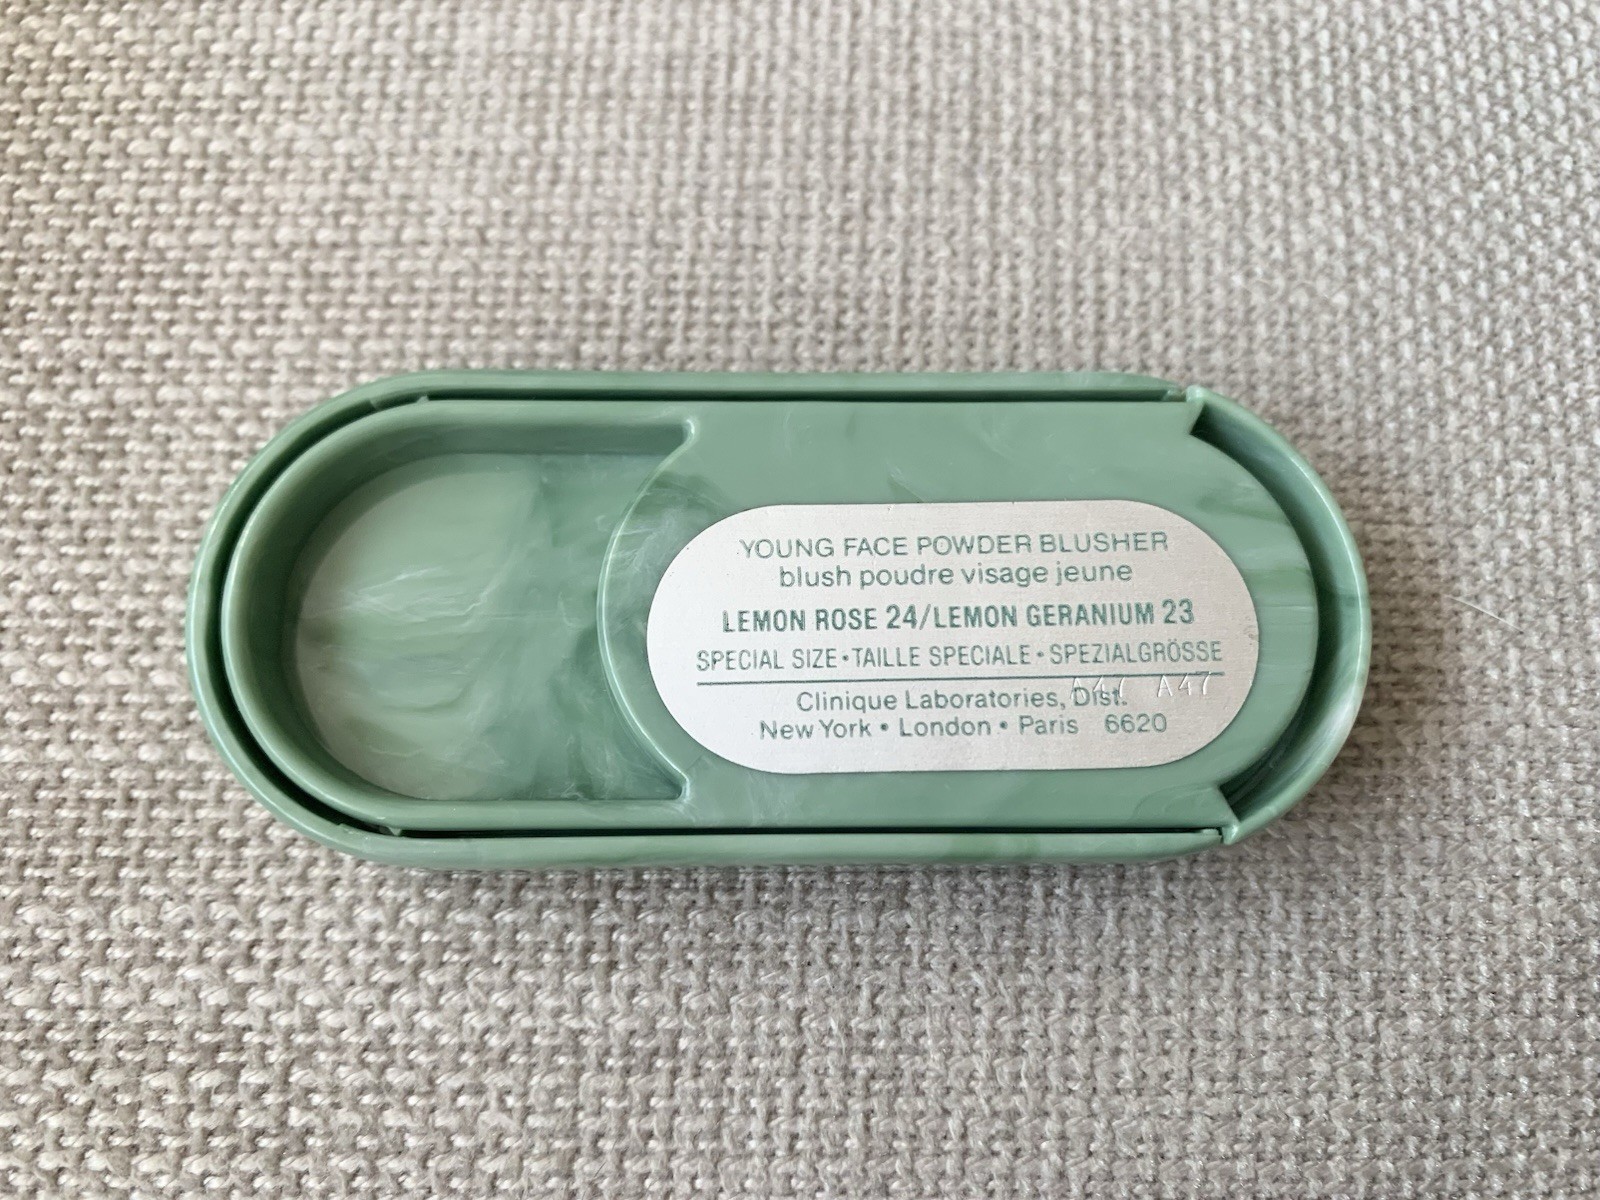 YOUNG FACE POWDER BLUSHER
blush poudre visage jeune
LEMON ROSE 24/LEMON GERANIUM 23
SPECIAL SIZE•TAILLE SPECIALE•SPEZIALGRÖSSE
Clinique Laboratories, Dist.
A47 A47
New York • London • Paris 6620